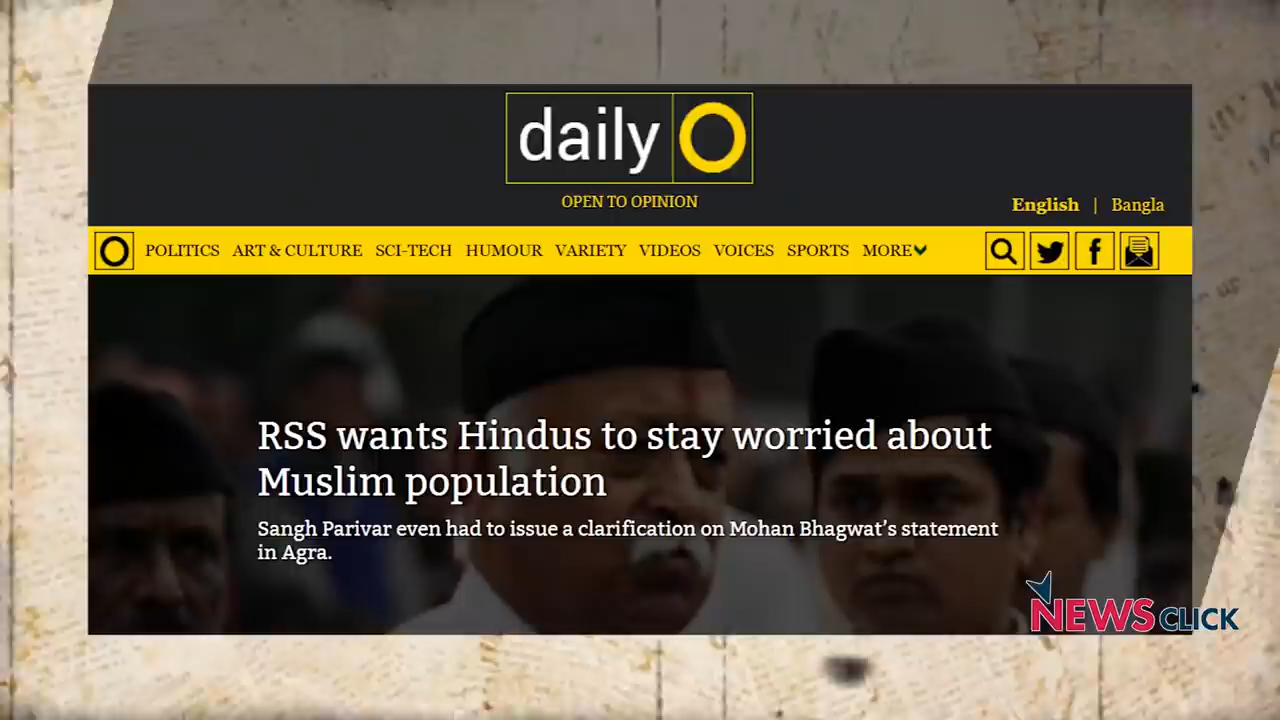 daily O
OPEN TO OPINION
English | Bangla
POLITICS ART & CULTURE SCI-TECH HUMOUR VARIETY VIDEOS VOICES SPORTS MORE
RSS wants Hindus to stay worried about
Muslim population
Sangh Parivar even had to issue a clarification on Mohan Bhagwat's statement
in Agra.
NEWSCLICK